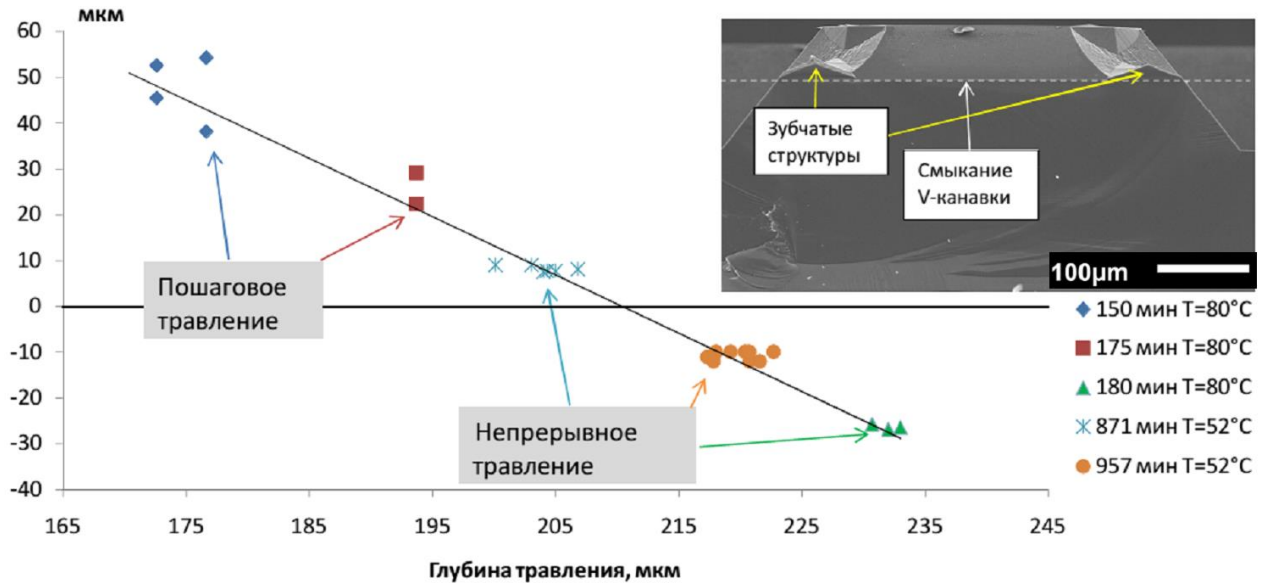 мкм
60
50
40
30
20
10
0
-10
-20
-30
-40
165
175
185
195
205
215
225
235
245
Глубина травления, мкм
Пошаговое
травление
Непрерывное
травление
Зубчатые
структуры
Смыкание
V-канавки
100µm
150 мин T=80°C
175 мин T=80°C
180 мин T=80°C
871 мин T=52°C
957 мин T=52°C